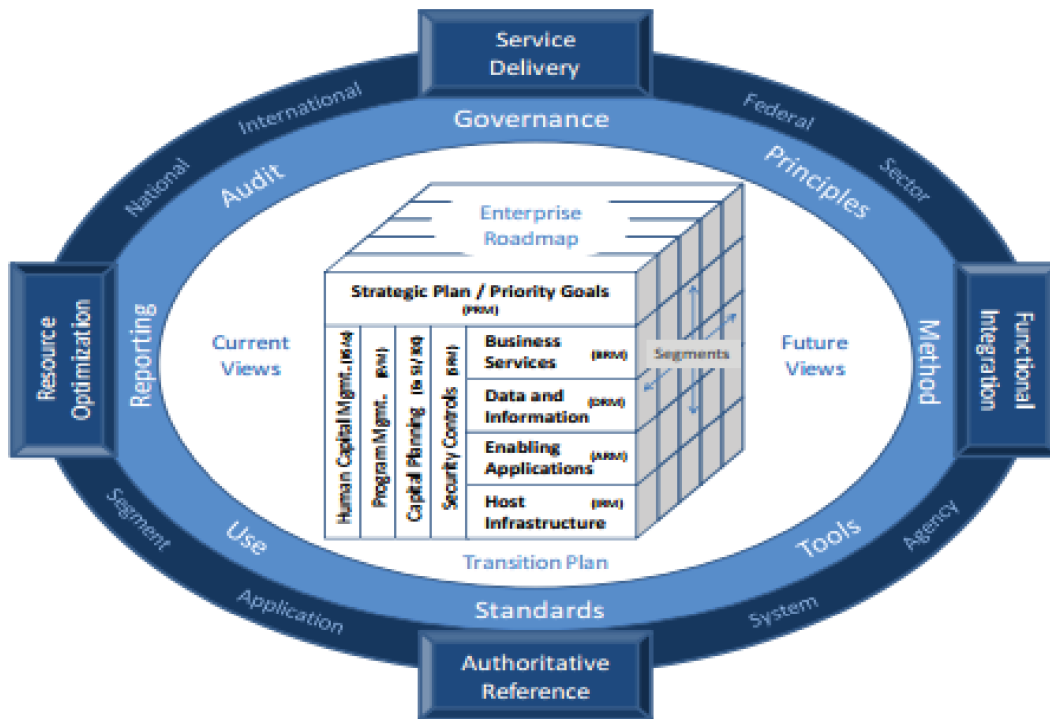 Service
Delivery
International
Federal
Governance
National
Audit
Principles
Sector
Enterprise
Roadmap
Resource
Optimization
Reporting
Current
Views
Strategic Plan / Priority Goals
(PRM)
Human Capital Mgmt.
Program Mgmt.
Capital Planning
Security Controls (SRM)
Business
Services (BRM)
Data and
Information (DRM)
Enabling
Applications (ARM)
Host
Infrastructure (IRM)
Segments
Future
Views
Method
Functional
Integration
Transition Plan
Segment
Use
Tools
Agency
Application
Standards
System
Authoritative
Reference